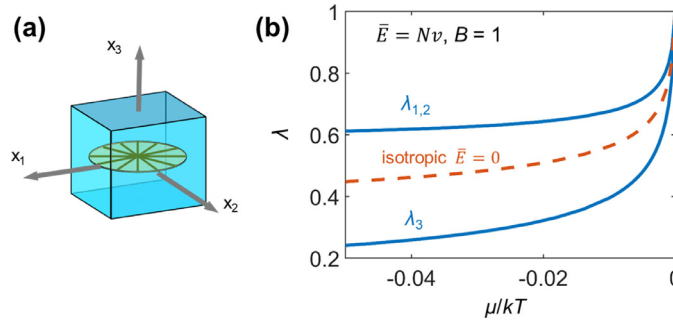 (a)
x₃
x₁
x₂
(b)
Ē = Nv, B = 1
λ₁,₂
isotropic Ē = 0
λ₃
λ
1
0.8
0.6
0.4
0.2
-0.04
-0.02
0
μ/kT